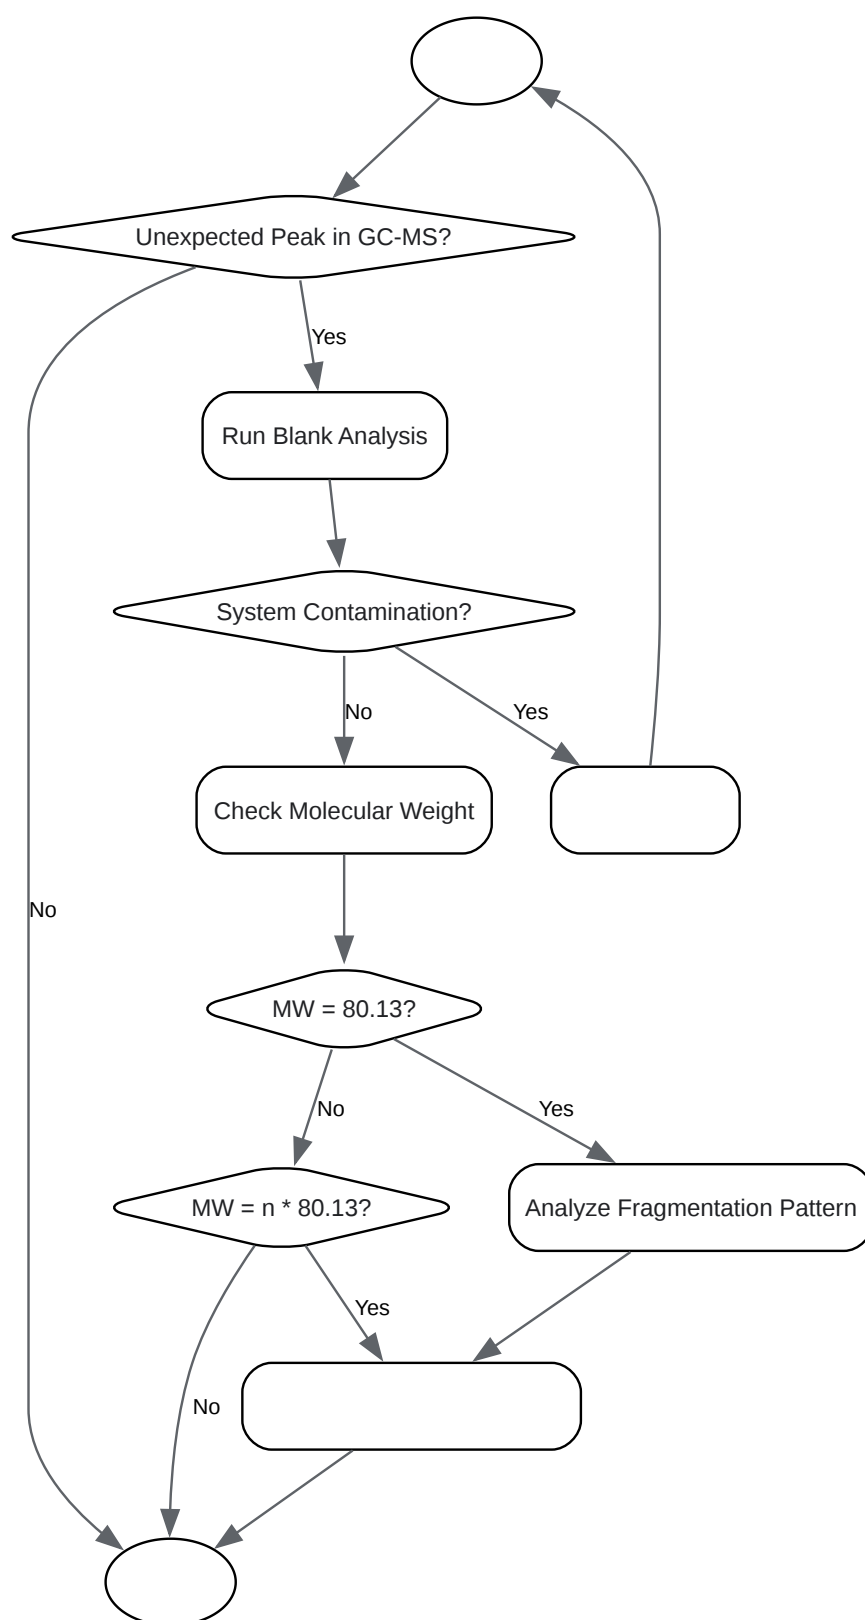 Unexpected Peak in GC-MS?
Yes
Run Blank Analysis
System Contamination?
No
Yes
Check Molecular Weight
No
MW = 80.13?
No
Yes
MW = n * 80.13?
Analyze Fragmentation Pattern
Yes
No